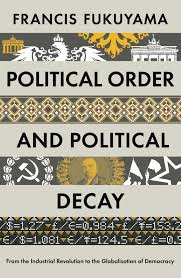 FRANCIS FUKUYAMA
POLITICAL ORDER
AND POLITICAL
DECAY
From the Industrial Revolution to the Globalisation of Democracy